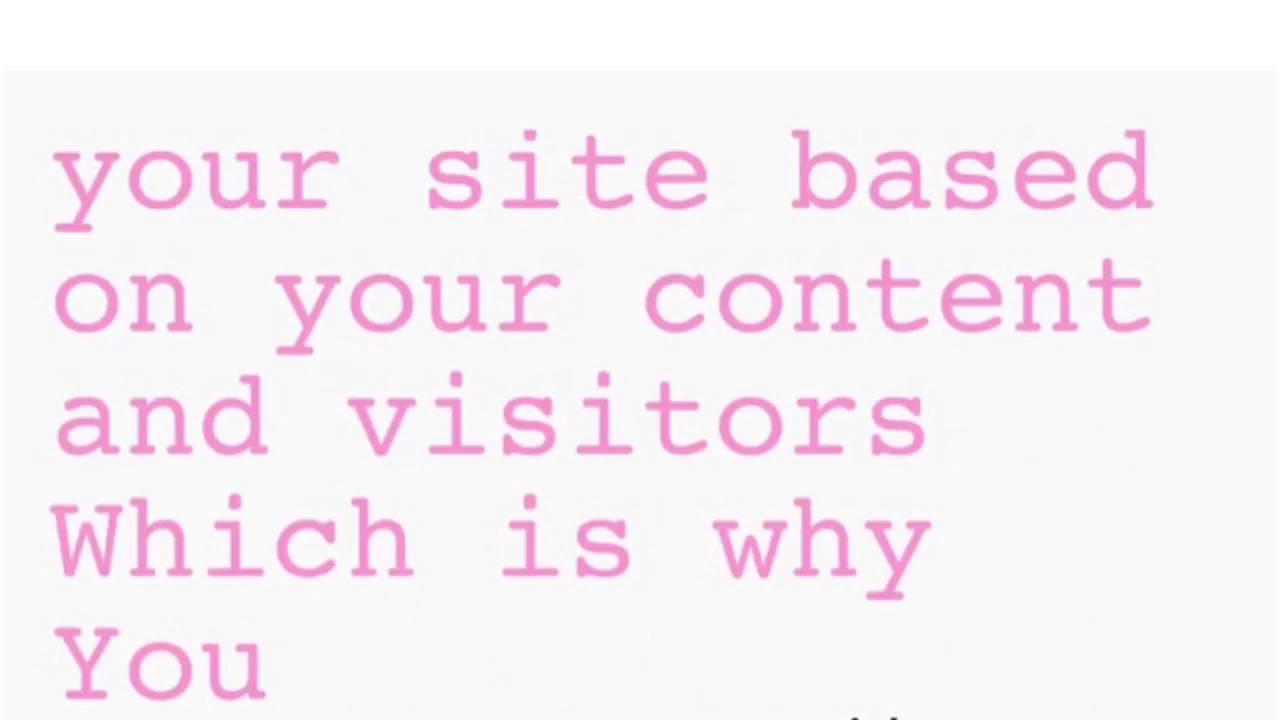 your site based
on your content
and visitors
Which is why
You